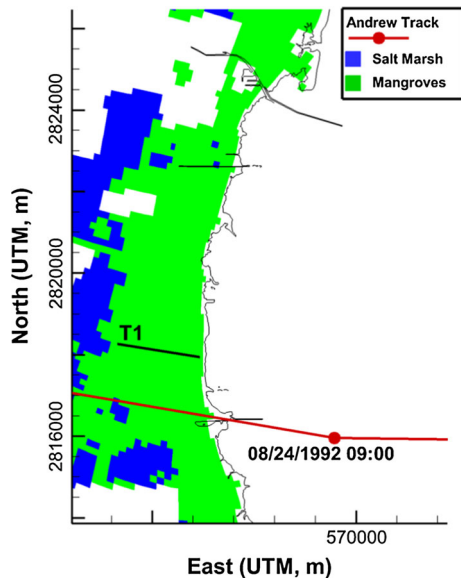 Andrew Track
Salt Marsh
Mangroves
2824000
2820000
2816000
North (UTM, m)
T1
08/24/1992 09:00
570000
East (UTM, m)